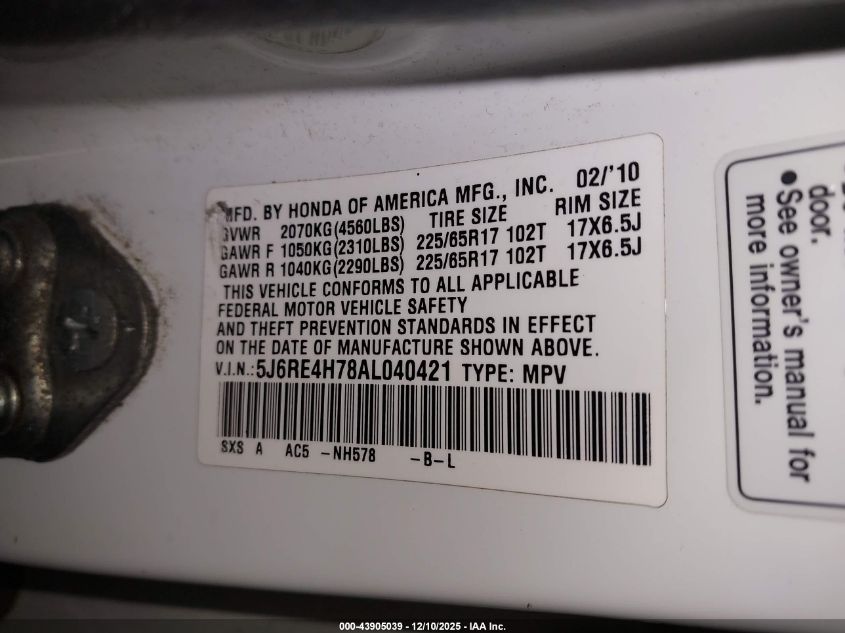 MFD. BY HONDA OF AMERICA MFG., INC. 02/'10
GVWR 2070KG(4560LBS) TIRE SIZE RIM SIZE
GAWR F 1050KG(2310LBS) 225/65R17 102T 17X6.5J
GAWR R 1040KG(2290LBS) 225/65R17 102T 17X6.5J
THIS VEHICLE CONFORMS TO ALL APPLICABLE
FEDERAL MOTOR VEHICLE SAFETY
AND THEFT PREVENTION STANDARDS IN EFFECT
ON THE DATE OF MANUFACTURE SHOWN ABOVE.
V.I.N.:5J6RE4H78AL040421 TYPE: MPV
SXS A AC5 -NH578 -B-L
door.
●See owner's manual for
more information.
000-43905039 - 12/10/2025 - IAA Inc.